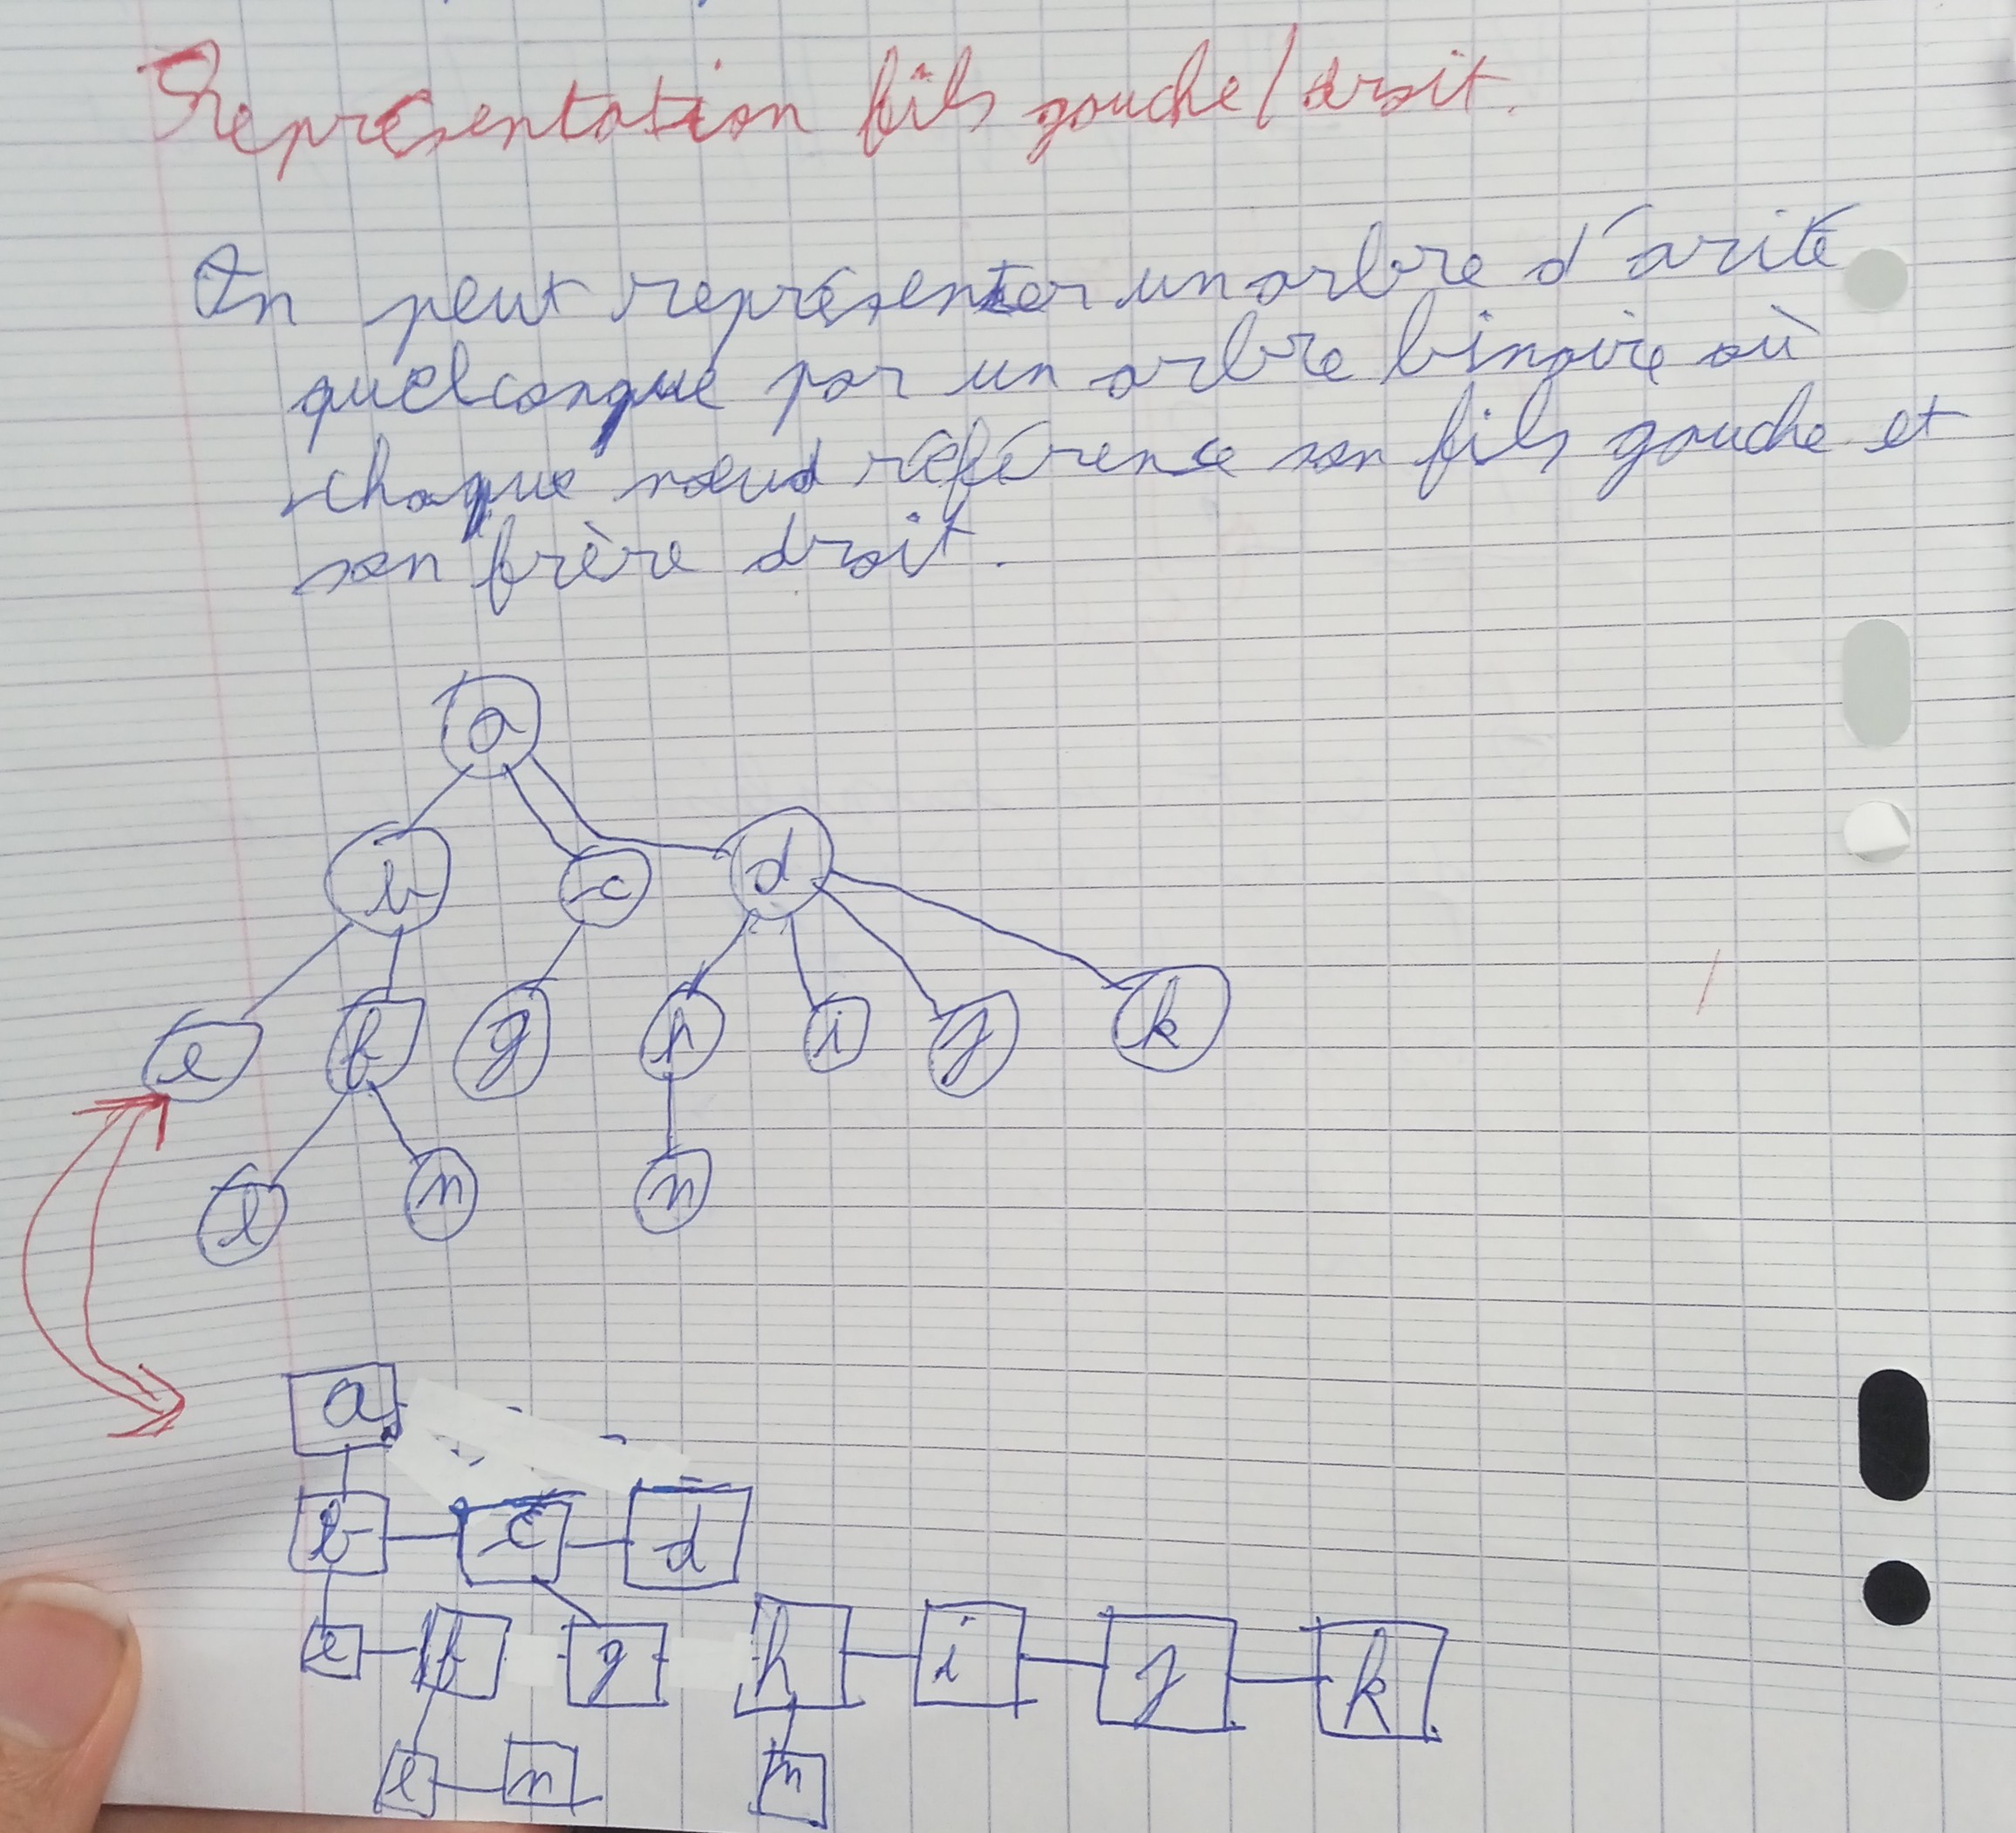 Représentation fils gauche/droit.
On peut représenter un arbre d'arité
quelconque par un arbre binaire où
chaque nœud référence son fils gauche et
son frère droit.
a
b c d
e f g h i j k
l n n
a
b c d
e f g h i j k
l n n